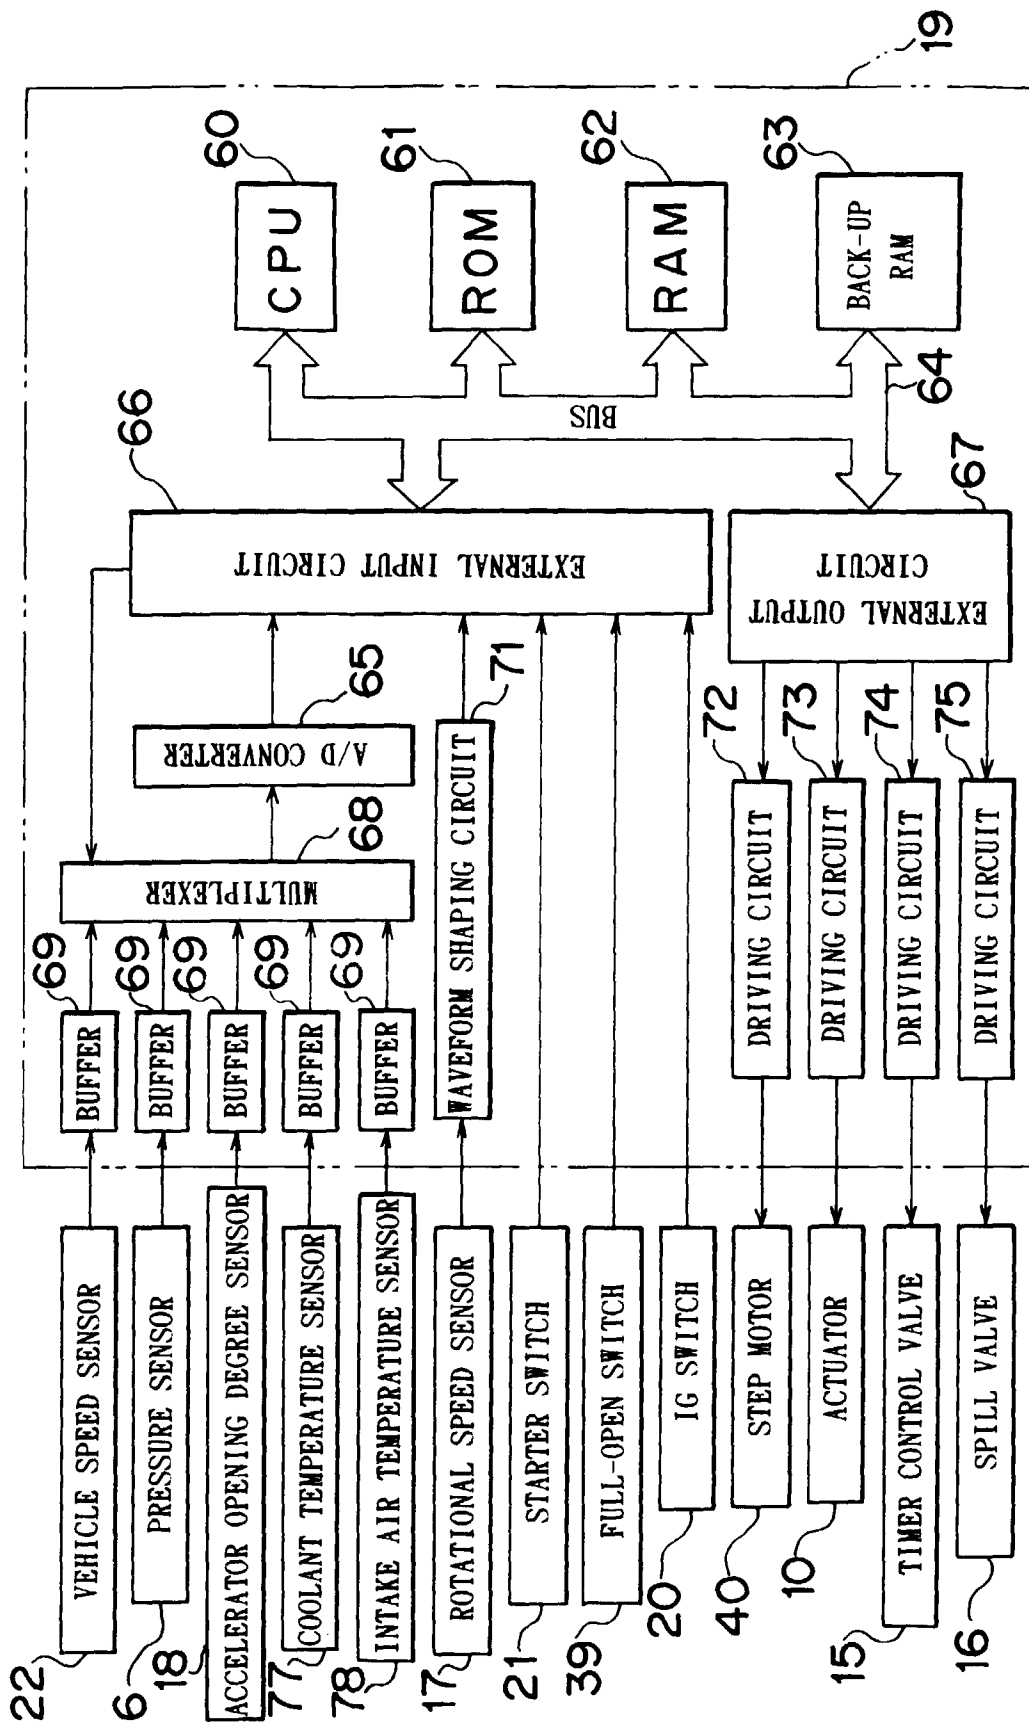 22
VEHICLE SPEED SENSOR
BUFFER
69
6
PRESSURE SENSOR
BUFFER
69
18
ACCELERATOR OPENING DEGREE SENSOR
BUFFER
69
77
COOLANT TEMPERATURE SENSOR
BUFFER
69
78
INTAKE AIR TEMPERATURE SENSOR
BUFFER
69
MULTIPLEXER
68
A/D CONVERTER
65
17
ROTATIONAL SPEED SENSOR
WAVEFORM SHAPING CIRCUIT
71
21
STARTER SWITCH
39
FULL-OPEN SWITCH
20
IG SWITCH
EXTERNAL INPUT CIRCUIT
66
40
STEP MOTOR
DRIVING CIRCUIT
72
10
ACTUATOR
DRIVING CIRCUIT
73
15
TIMER CONTROL VALVE
DRIVING CIRCUIT
74
16
SPILL VALVE
DRIVING CIRCUIT
75
EXTERNAL OUTPUT
CIRCUIT
67
BUS
64
CPU
60
ROM
61
RAM
62
BACK-UP
RAM
63
19